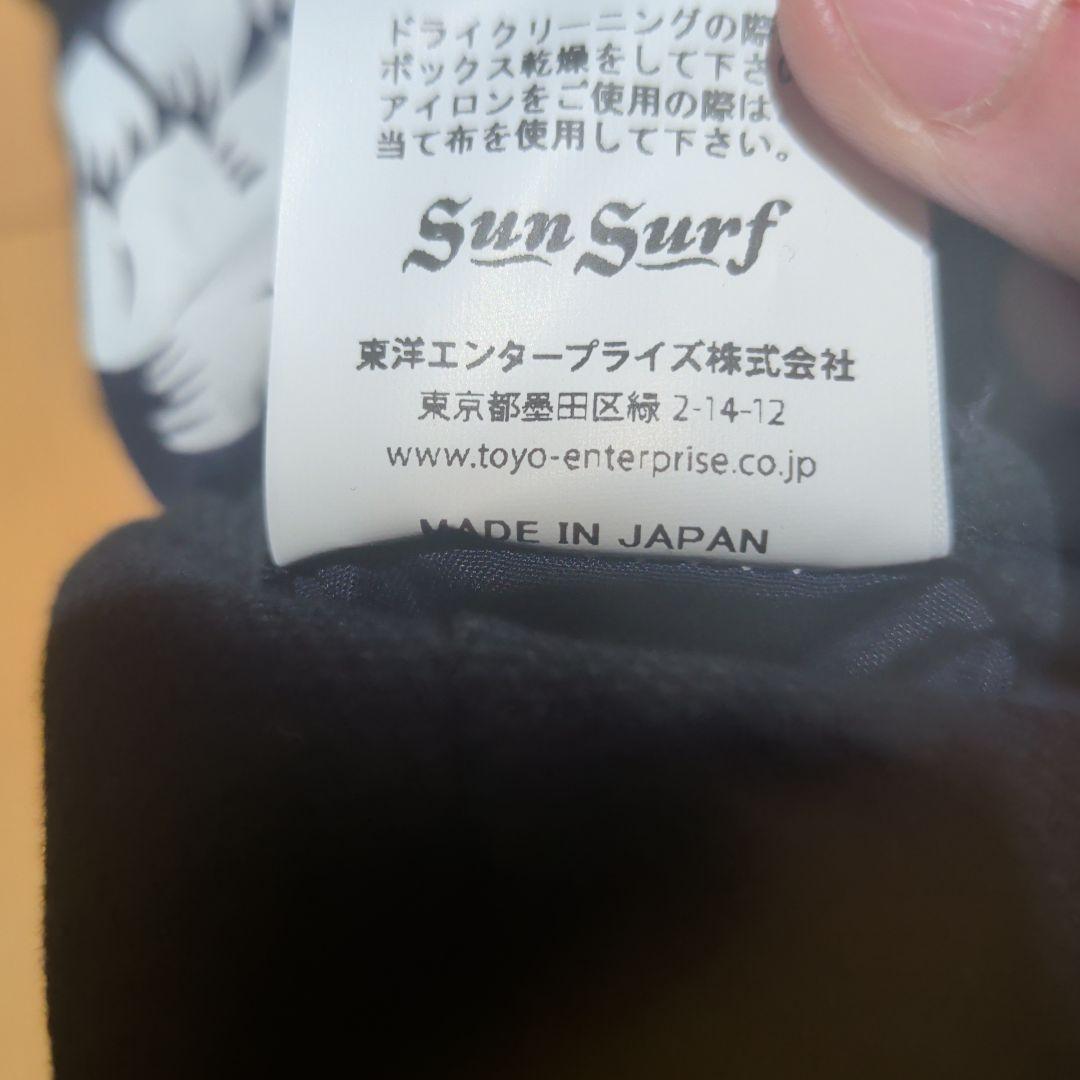 ドライクリーニングの際
ボックス乾燥をして下さ
アイロンをご使用の際は
当て布を使用して下さい。
Sun Surf
東洋エンタープライズ株式会社
東京都墨田区緑 2-14-12
www.toyo-enterprise.co.jp
MADE IN JAPAN